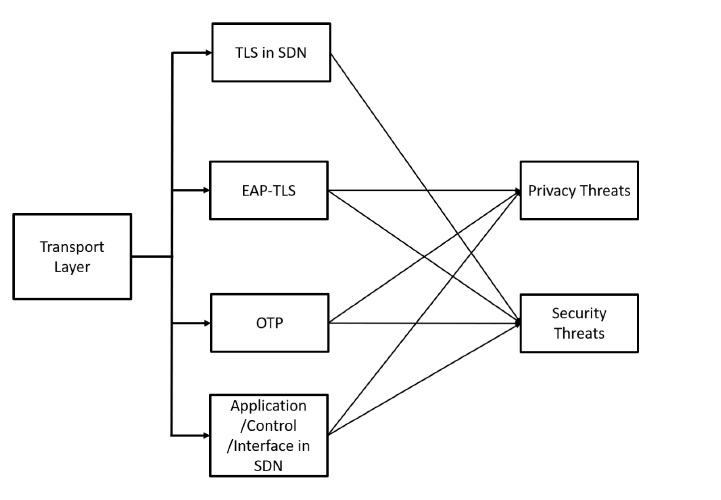 TLS in SDN
EAP-TLS
Privacy Threats
Transport
Layer
OTP
Security
Threats
Application
/Control
/Interface in
SDN